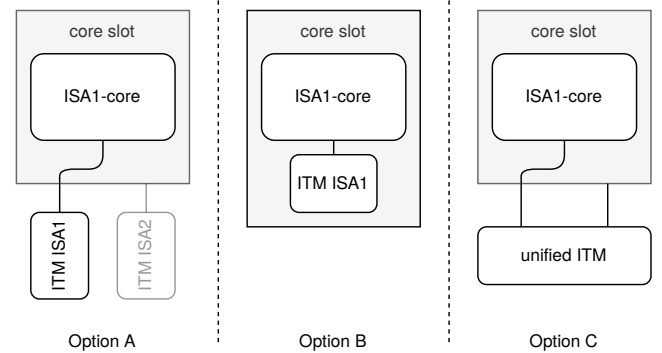 core slot
ISA1-core
ITM ISA1
ITM ISA2
Option A
core slot
ISA1-core
ITM ISA1
Option B
core slot
ISA1-core
unified ITM
Option C